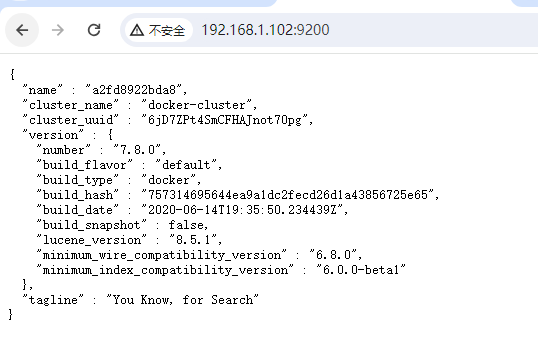 不安全 192.168.1.102:9200
{
  "name" : "a2fd8922bda8",
  "cluster_name" : "docker-cluster",
  "cluster_uuid" : "6jD7ZPt4SmCFHAJnot70pg",
  "version" : {
    "number" : "7.8.0",
    "build_flavor" : "default",
    "build_type" : "docker",
    "build_hash" : "757314695644ea9a1dc2fecd26d1a43856725e65",
    "build_date" : "2020-06-14T19:35:50.234439Z",
    "build_snapshot" : false,
    "lucene_version" : "8.5.1",
    "minimum_wire_compatibility_version" : "6.8.0",
    "minimum_index_compatibility_version" : "6.0.0-beta1"
  },
  "tagline" : "You Know, for Search"
}